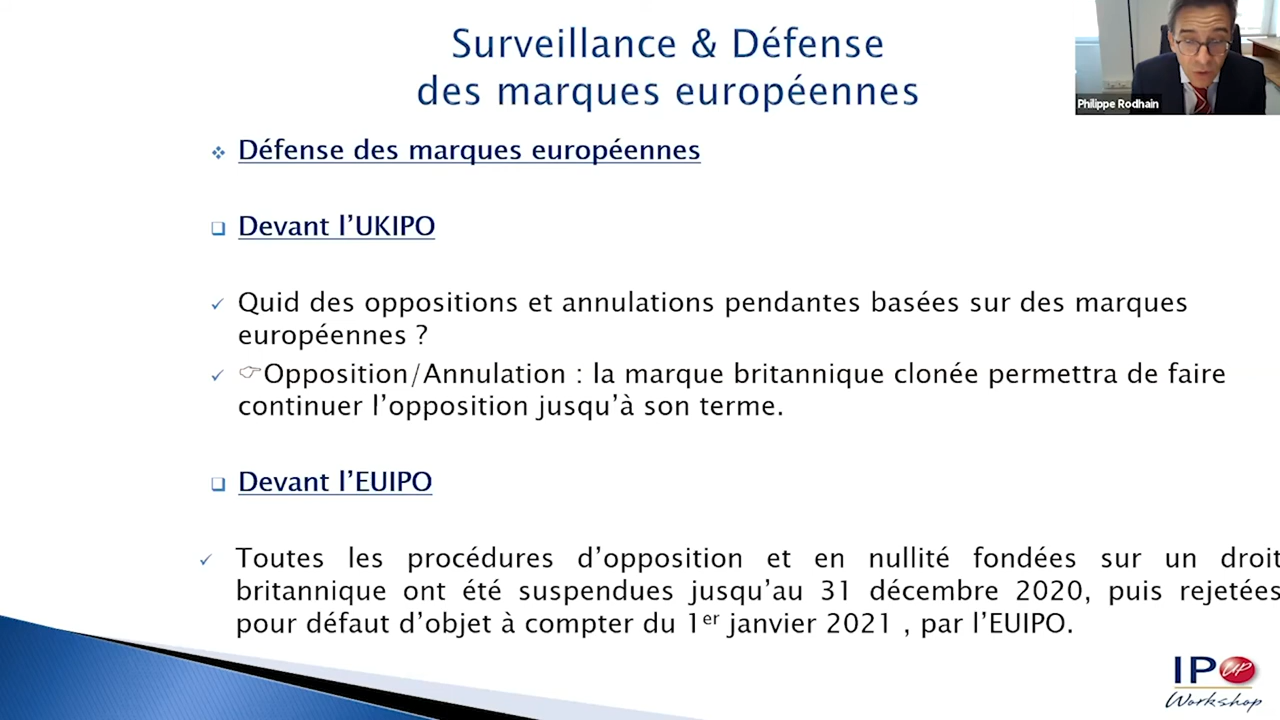 Surveillance & Défense
des marques européennes
Philippe Rodhain
Défense des marques européennes
Devant l’UKIPO
Quid des oppositions et annulations pendantes basées sur des marques
européennes ?
☞Opposition/Annulation : la marque britannique clonée permettra de faire
continuer l’opposition jusqu’à son terme.
Devant l’EUIPO
Toutes les procédures d’opposition et en nullité fondées sur un droit
britannique ont été suspendues jusqu’au 31 décembre 2020, puis rejetées
pour défaut d’objet à compter du 1er janvier 2021 , par l’EUIPO.
IP UP
Workshop